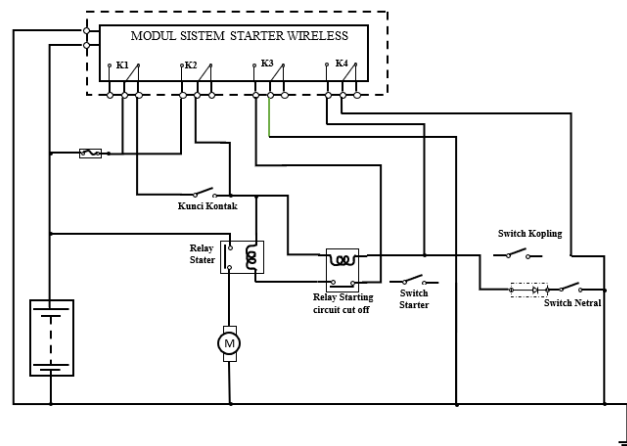 MODUL SISTEM STARTER WIRELESS
K1 K2 K3 K4
Kunci Kontak
Switch Kopling
Relay
Stater
Relay Starting
circuit cut off
Switch
Starter
Switch Netral
M